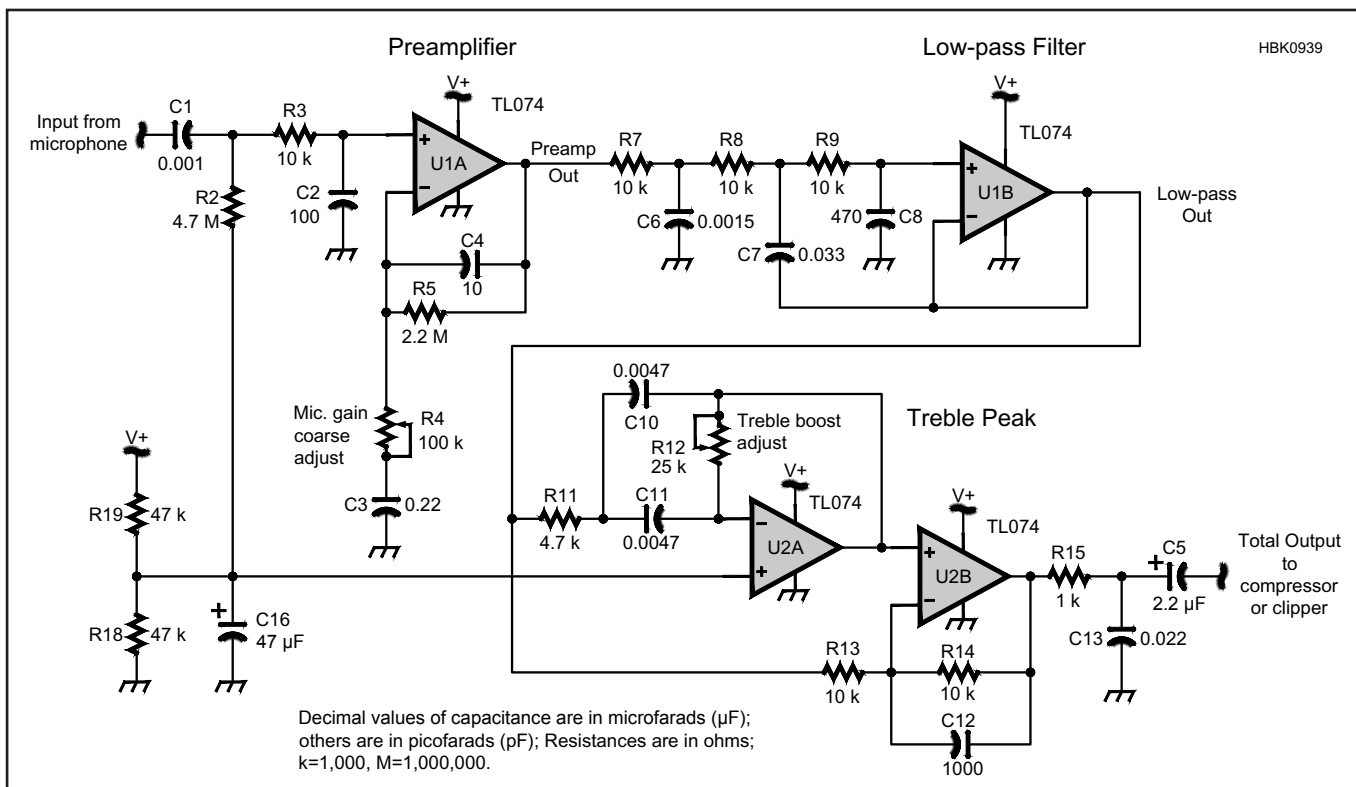 Preamplifier
Low-pass Filter
HBK0939
Input from
microphone
C1
0.001
R3
10 k
R2
4.7 M
C2
100
V+
TL074
+
U1A
−
Preamp
Out
C4
10
R5
2.2 M
Mic. gain
coarse
adjust
R4
100 k
C3
0.22
R7
10 k
R8
10 k
R9
10 k
C6
0.0015
C7
0.033
470
C8
V+
TL074
+
U1B
−
Low-pass
Out
V+
R19
47 k
R18
47 k
+
C16
47 µF
0.0047
C10
R12
25 k
Treble boost
adjust
Treble Peak
R11
4.7 k
C11
0.0047
V+
TL074
−
U2A
+
V+
TL074
+
U2B
−
R15
1 k
C13
0.022
+
C5
2.2 µF
Total Output
to
compressor
or clipper
R13
10 k
R14
10 k
C12
1000
Decimal values of capacitance are in microfarads (µF);
others are in picofarads (pF); Resistances are in ohms;
k=1,000, M=1,000,000.